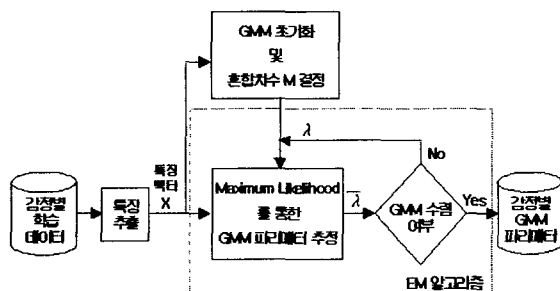 GMM 초기화
및
혼합차수 M 결정
λ
No
특징
벡터
X
감정별
학습
데이터
특징
추출
Maximum Likelihood
를 통한
GMM 파라메터 추정
λ̅
GMM 수렴
여부
Yes
감정별
GMM
파라메터
EM 알고리즘